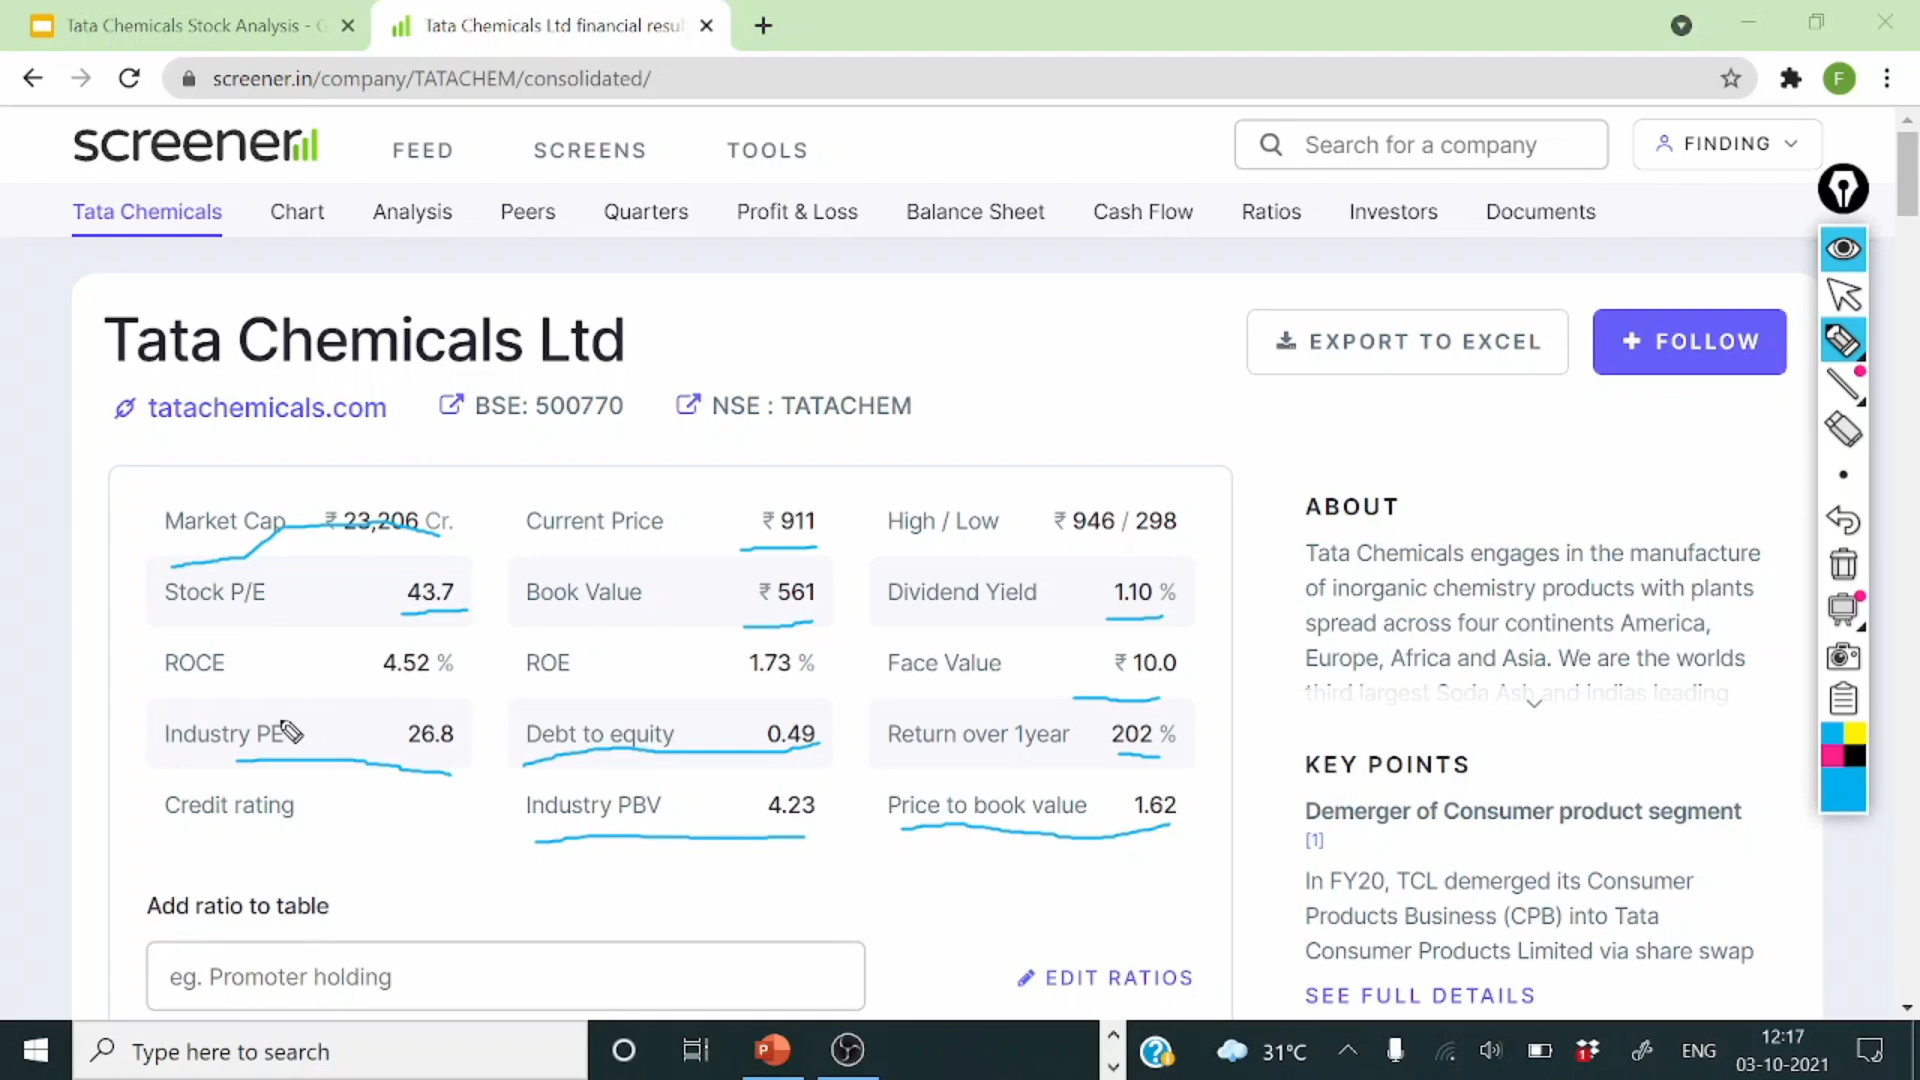 Tata Chemicals Stock Analysis - G
Tata Chemicals Ltd financial resul
screener.in/company/TATACHEM/consolidated/
F
screener
FEED
SCREENS
TOOLS
Search for a company
FINDING
Tata Chemicals
Chart
Analysis
Peers
Quarters
Profit & Loss
Balance Sheet
Cash Flow
Ratios
Investors
Documents
Tata Chemicals Ltd
EXPORT TO EXCEL
+ FOLLOW
tatachemicals.com
BSE: 500770
NSE : TATACHEM
Market Cap ₹ 23,206 Cr.
Current Price ₹ 911
High / Low ₹ 946 / 298
Stock P/E 43.7
Book Value ₹ 561
Dividend Yield 1.10 %
ROCE 4.52 %
ROE 1.73 %
Face Value ₹ 10.0
Industry PE 26.8
Debt to equity 0.49
Return over 1year 202 %
Credit rating
Industry PBV 4.23
Price to book value 1.62
Add ratio to table
eg. Promoter holding
EDIT RATIOS
ABOUT
Tata Chemicals engages in the manufacture
of inorganic chemistry products with plants
spread across four continents America,
Europe, Africa and Asia. We are the worlds
third largest Soda Ash and Indias leading
KEY POINTS
Demerger of Consumer product segment
[1]
In FY20, TCL demerged its Consumer
Products Business (CPB) into Tata
Consumer Products Limited via share swap
SEE FULL DETAILS
Type here to search
P
31°C
1
ENG
12:17
03-10-2021